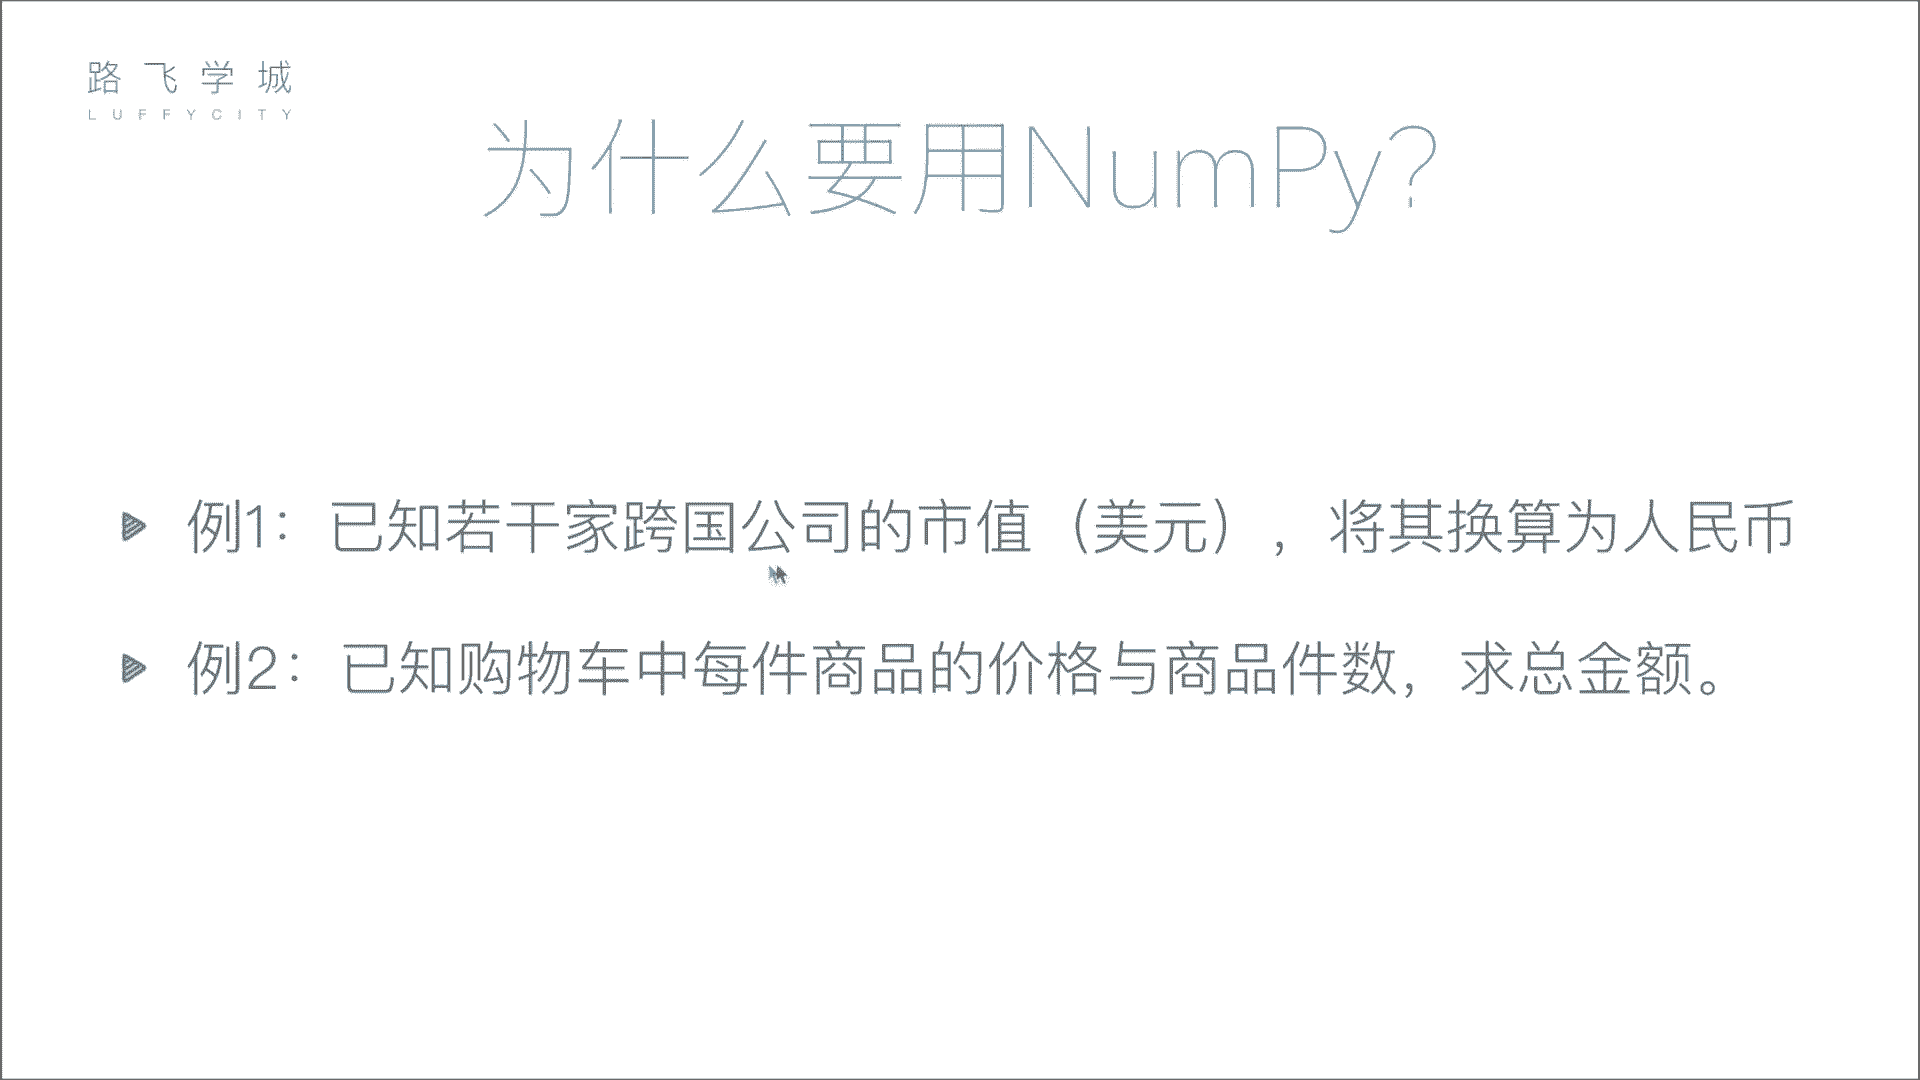 路飞学城
LUFFYCITY
为什么要用NumPy?
例1：已知若干家跨国公司的市值（美元），将其换算为人民币
例2：已知购物车中每件商品的价格与商品件数，求总金额。